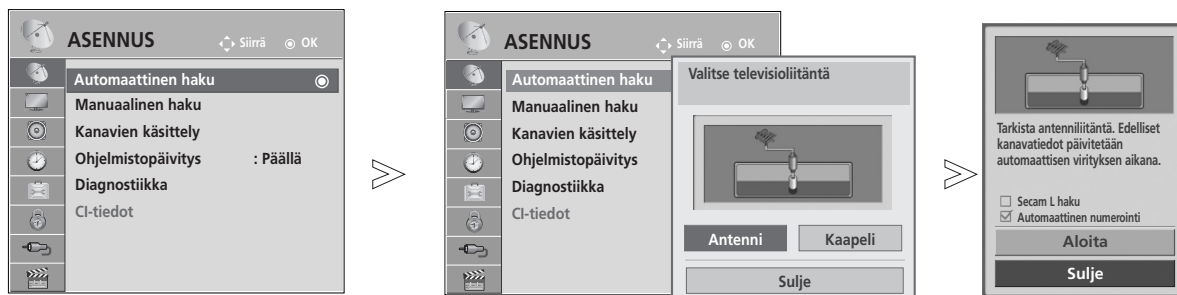 ASENNUS
Siirrä OK
Automaattinen haku
Manuaalinen haku
Kanavien käsittely
Ohjelmistopäivitys : Päällä
Diagnostiikka
CI-tiedot
ASENNUS
Siirrä OK
Automaattinen haku
Manuaalinen haku
Kanavien käsittely
Ohjelmistopäivitys
Diagnostiikka
CI-tiedot
Valitse televisioliitäntä
Antenni Kaapeli
Sulje
Tarkista antenniliitäntä. Edelliset
kanavatiedot päivitetään
automaattisen virityksen aikana.
Secam L haku
Automaattinen numerointi
Aloita
Sulje